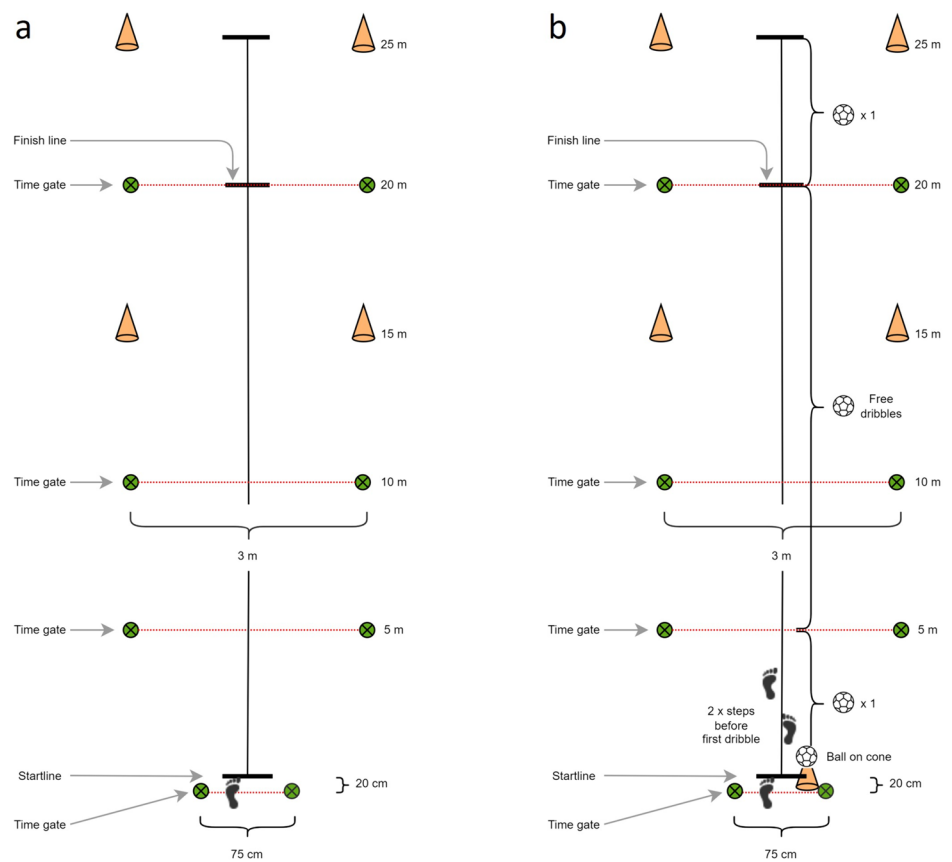 a
25 m
Finish line
Time gate
20 m
15 m
Time gate
10 m
3 m
Time gate
5 m
Startline
20 cm
Time gate
75 cm
b
25 m
x 1
Finish line
Time gate
20 m
15 m
Free
dribbles
Time gate
10 m
3 m
Time gate
5 m
x 1
2 x steps
before
first dribble
Ball on cone
Startline
20 cm
Time gate
75 cm